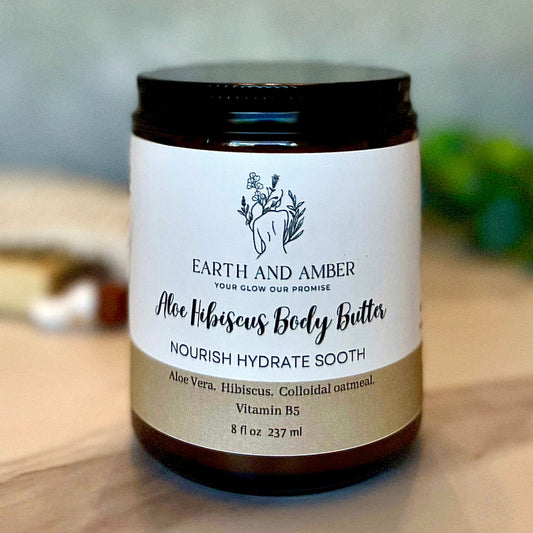 EARTH AND AMBER
YOUR GLOW OUR PROMISE
Aloe Hibiscus Body Butter
NOURISH HYDRATE SOOTH
Aloe Vera. Hibiscus. Colloidal oatmeal.
Vitamin B5
8 fl oz 237 ml